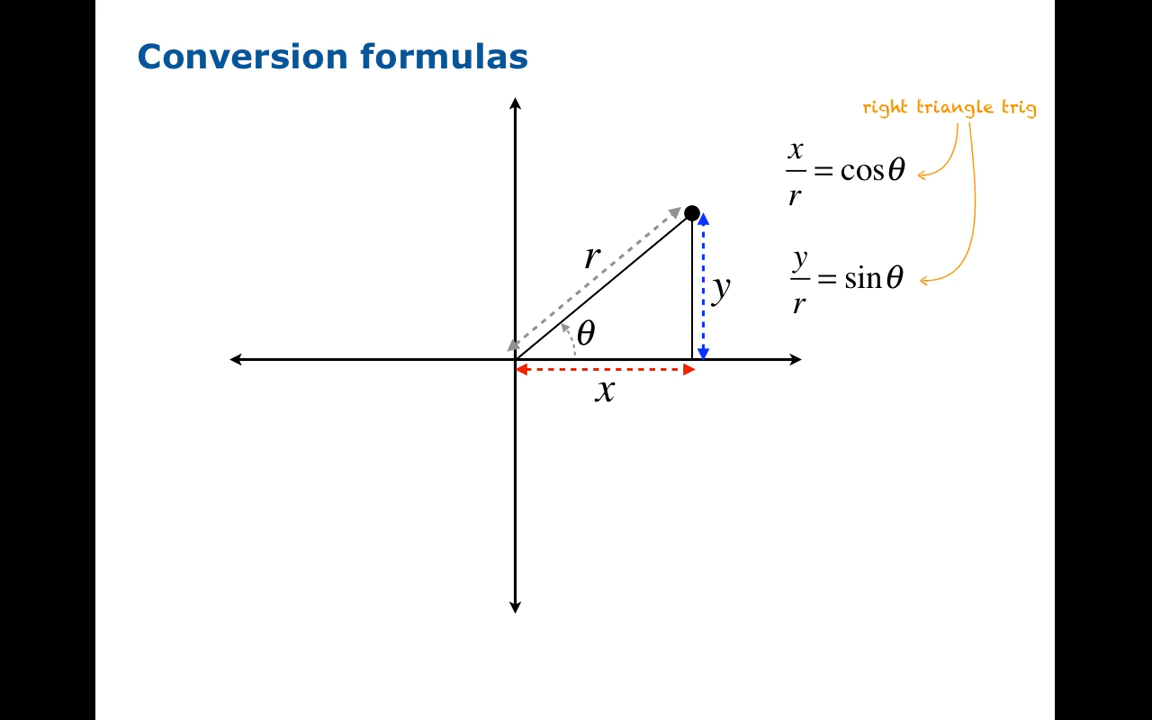 Conversion formulas
right triangle trig
x/r = cosθ
y/r = sinθ
r
y
θ
x